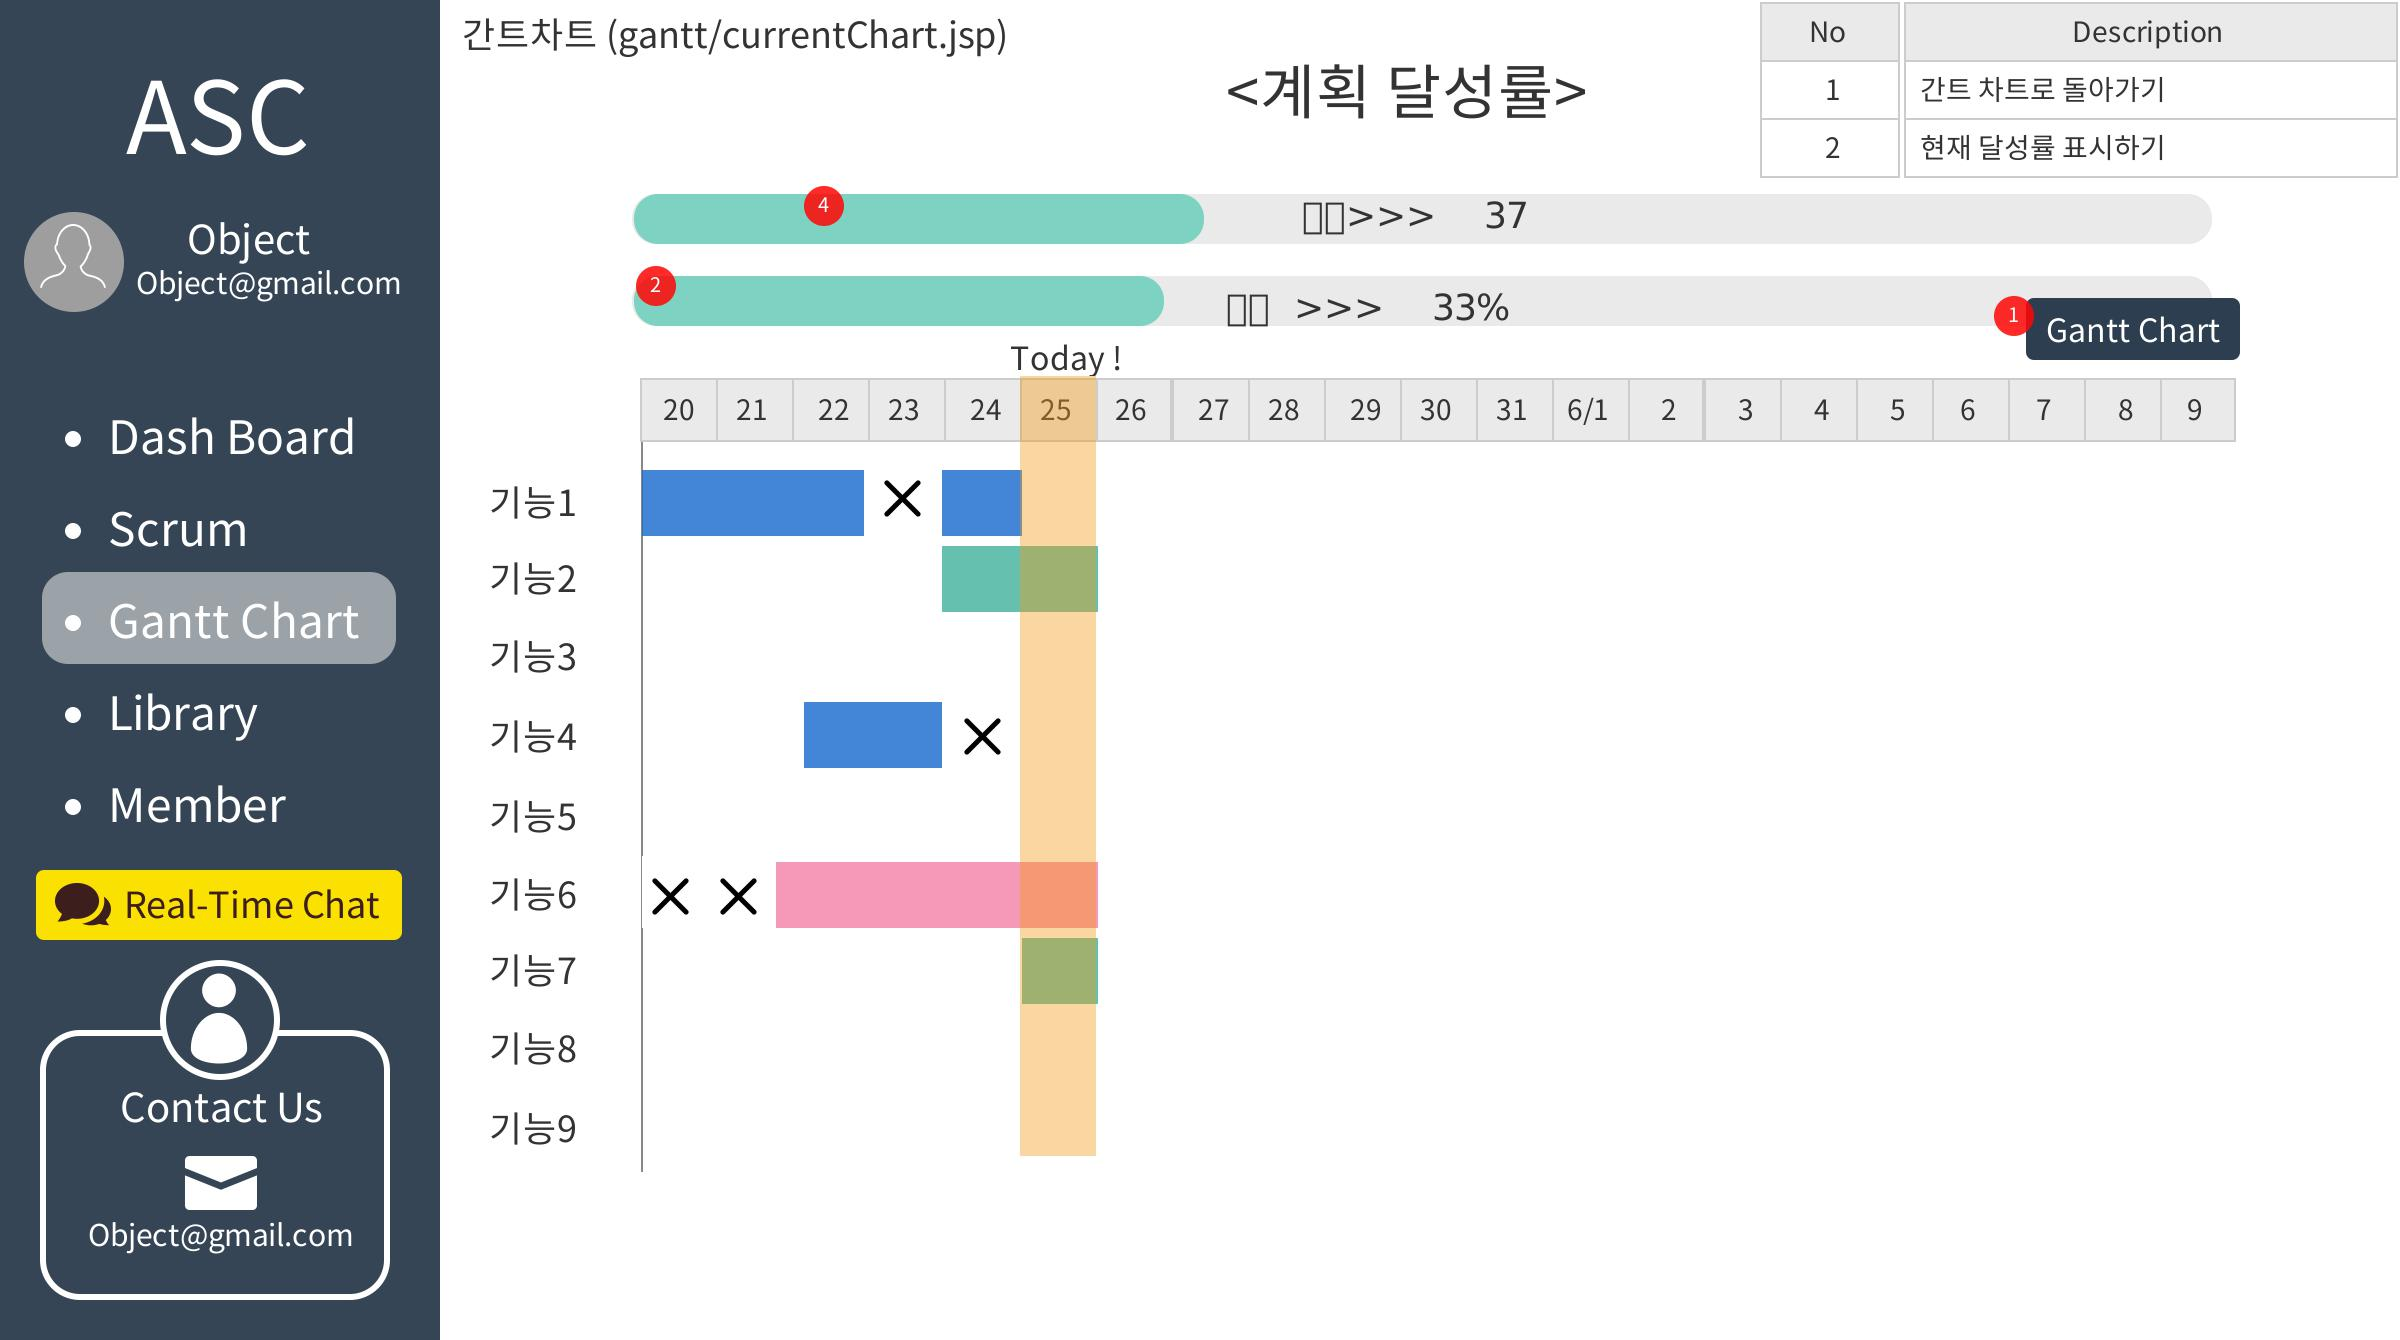 ASC
Object
Object@gmail.com
Dash Board
Scrum
Gantt Chart
Library
Member
Real-Time Chat
Contact Us
Object@gmail.com
간트차트 (gantt/currentChart.jsp)
<계획 달성률>
No Description
1 간트 차트로 돌아가기
2 현재 달성률 표시하기
4
>>> 37
2
>>> 33%
1
Gantt Chart
Today !
20 21 22 23 24 25 26 27 28 29 30 31 6/1 2 3 4 5 6 7 8 9
기능1
기능2
기능3
기능4
기능5
기능6
기능7
기능8
기능9